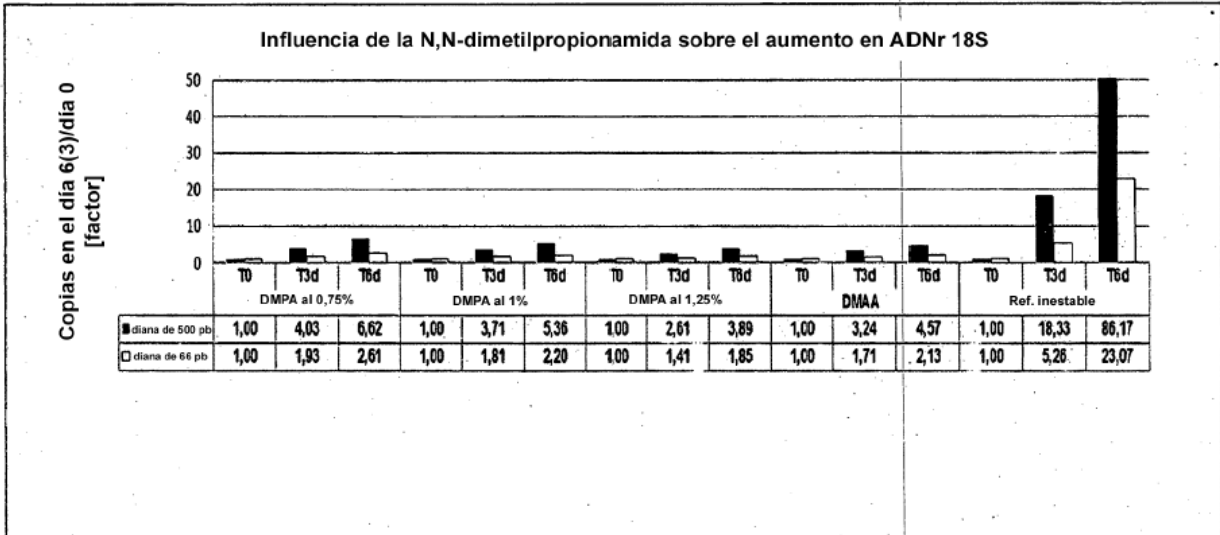 Influencia de la N,N-dimetilpropionamida sobre el aumento en ADNr 18S
Copias en el día 6(3)/día 0
[factor]
50
40
30
20
10
0
T0 T3d T6d T0 T3d T6d T0 T3d T6d T0 T3d T6d T0 T3d T6d
DMPA al 0,75% DMPA al 1% DMPA al 1,25% DMAA Ref. inestable
diana de 500 pb 1,00 4,03 6,62 1,00 3,71 5,36 1,00 2,61 3,89 1,00 3,24 4,57 1,00 18,33 86,17
diana de 66 pb 1,00 1,93 2,61 1,00 1,81 2,20 1,00 1,41 1,85 1,00 1,71 2,13 1,00 5,26 23,07